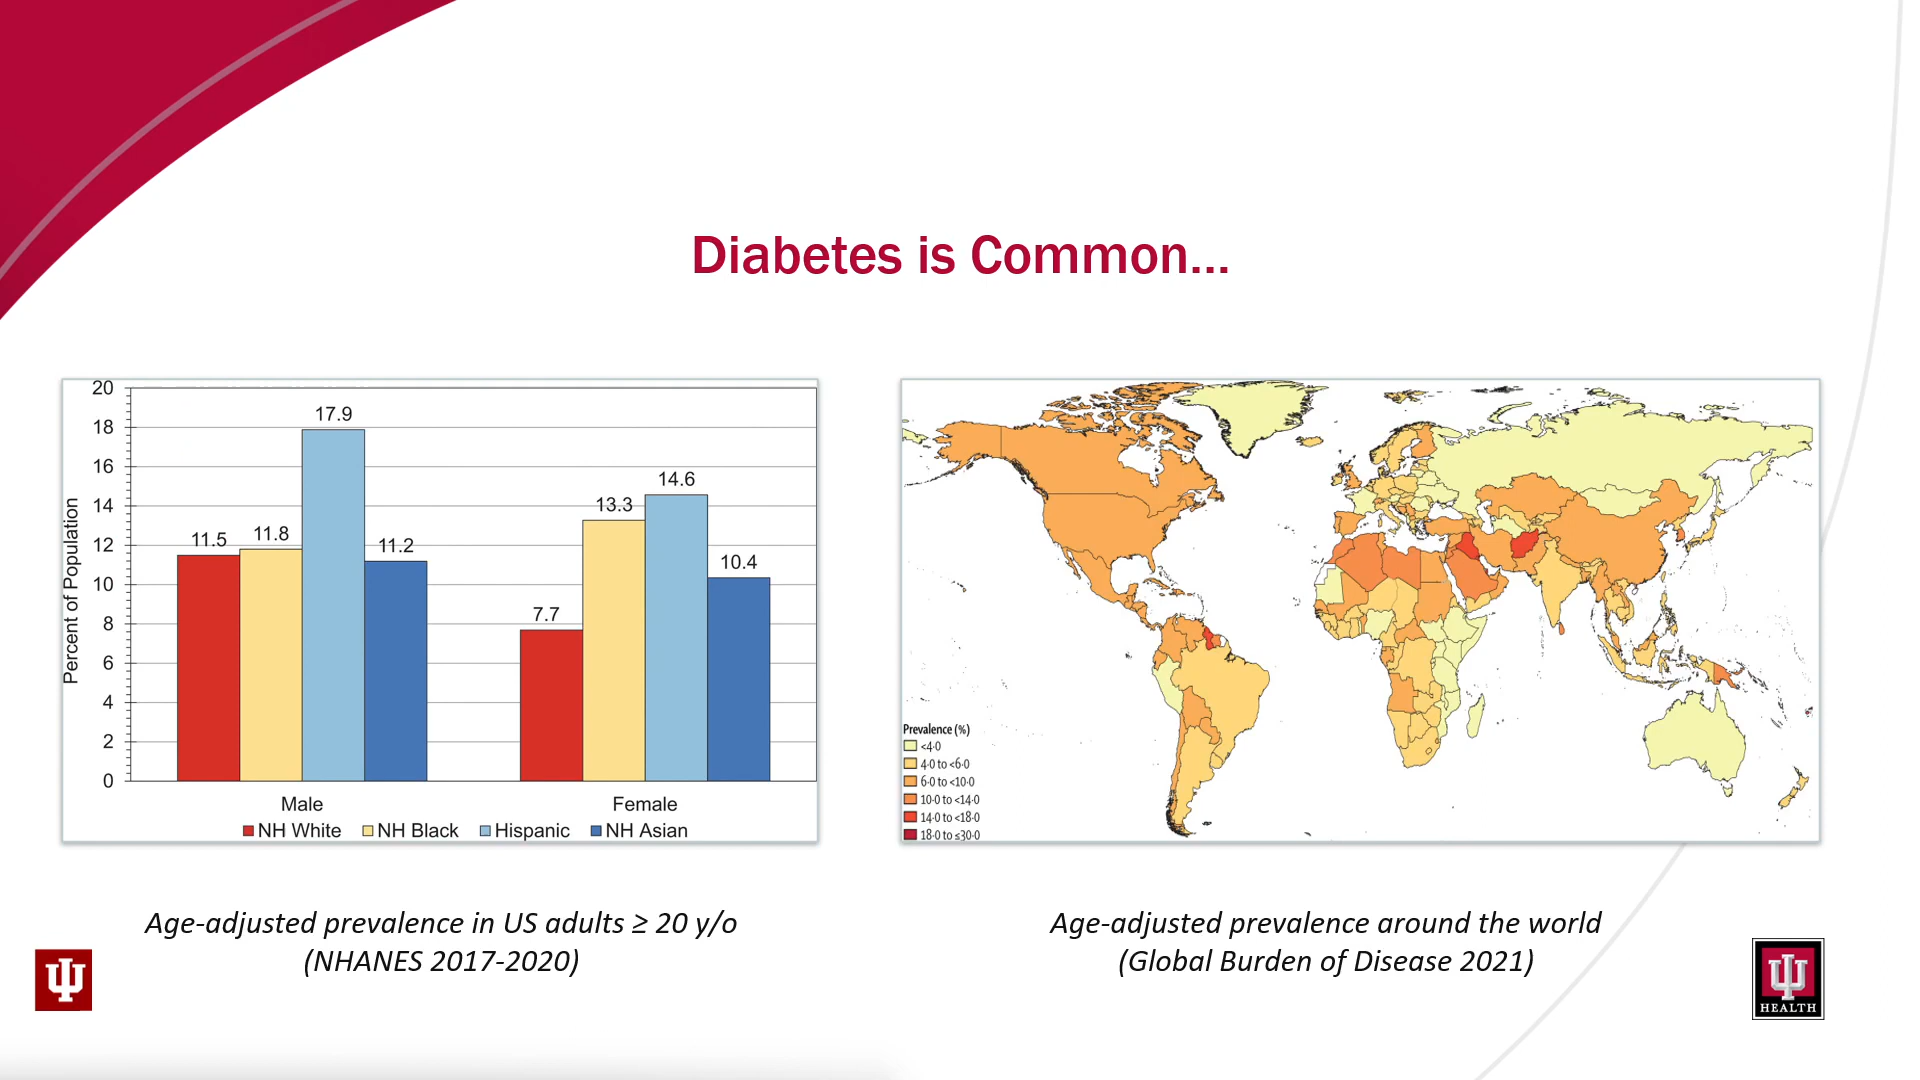 Diabetes is Common...
20
18
16
14
12
10
8
6
4
2
0
Percent of Population
11.5
11.8
17.9
11.2
7.7
13.3
14.6
10.4
Male
Female
NH White
NH Black
Hispanic
NH Asian
Prevalence (%)
<4·0
4·0 to <6·0
6·0 to <10·0
10·0 to <14·0
14·0 to <18·0
18·0 to ≤30·0
Age-adjusted prevalence in US adults ≥ 20 y/o
(NHANES 2017-2020)
Age-adjusted prevalence around the world
(Global Burden of Disease 2021)
HEALTH